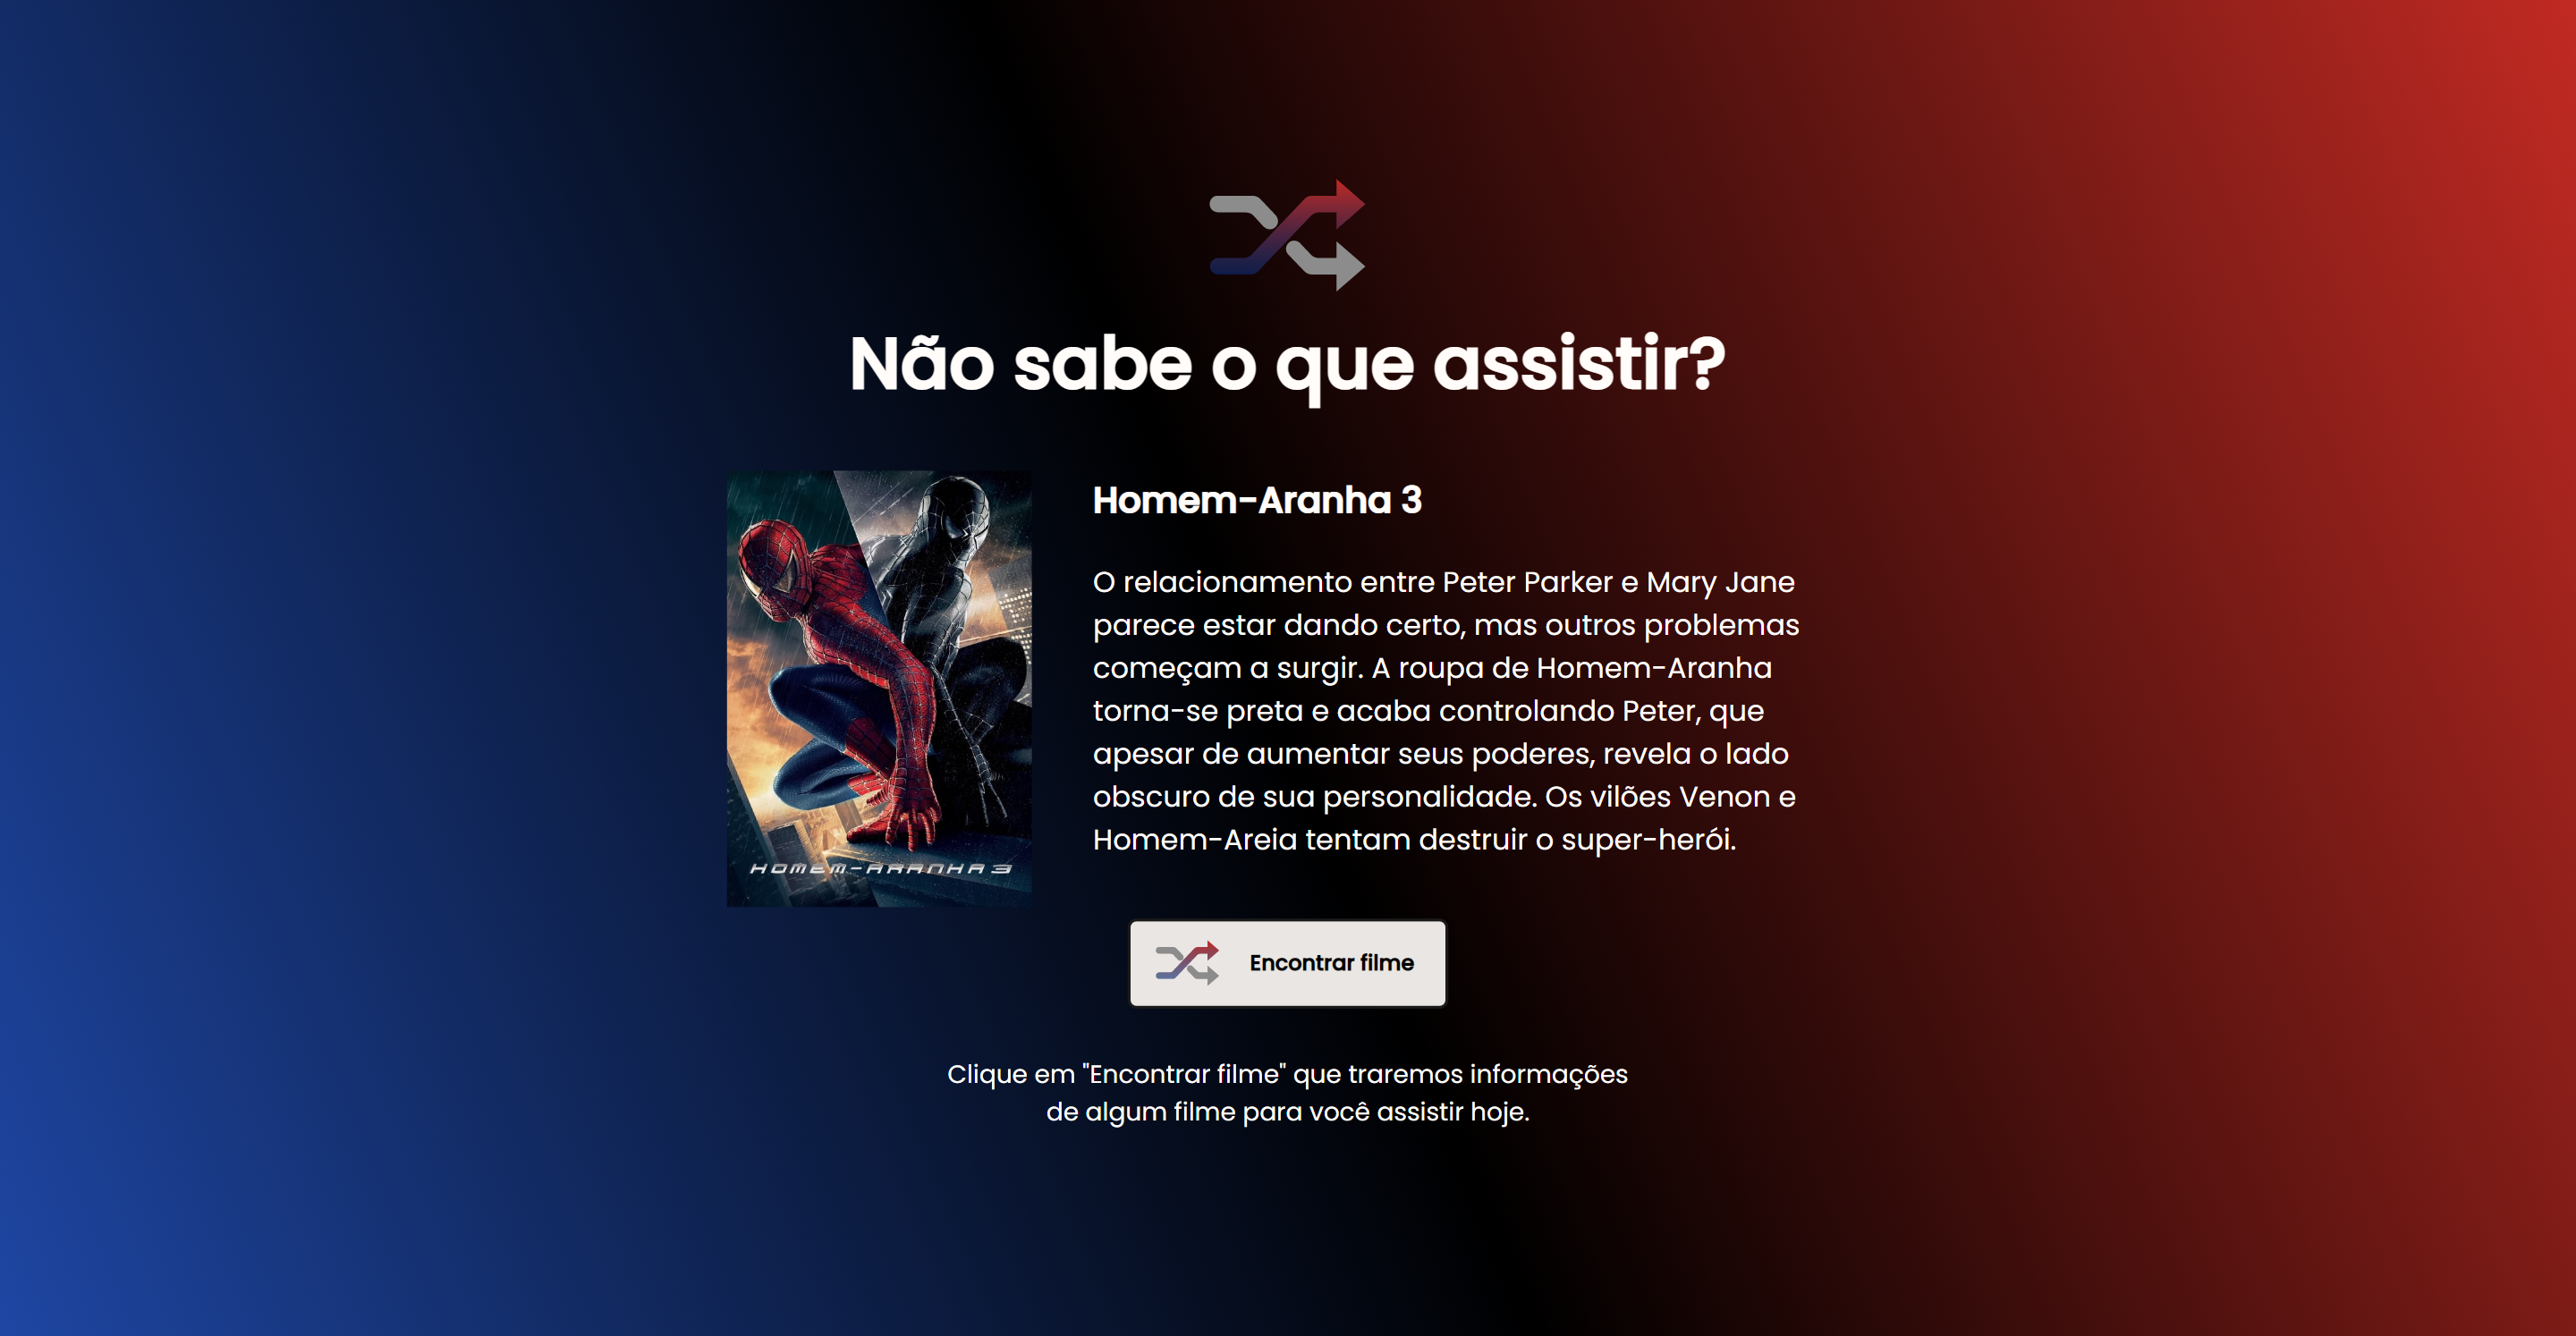 Não sabe o que assistir?
Homem-Aranha 3
O relacionamento entre Peter Parker e Mary Jane
parece estar dando certo, mas outros problemas
começam a surgir. A roupa de Homem-Aranha
torna-se preta e acaba controlando Peter, que
apesar de aumentar seus poderes, revela o lado
obscuro de sua personalidade. Os vilões Venon e
Homem-Areia tentam destruir o super-herói.
HOMEM-ARANHA 3
Encontrar filme
Clique em "Encontrar filme" que traremos informações
de algum filme para você assistir hoje.